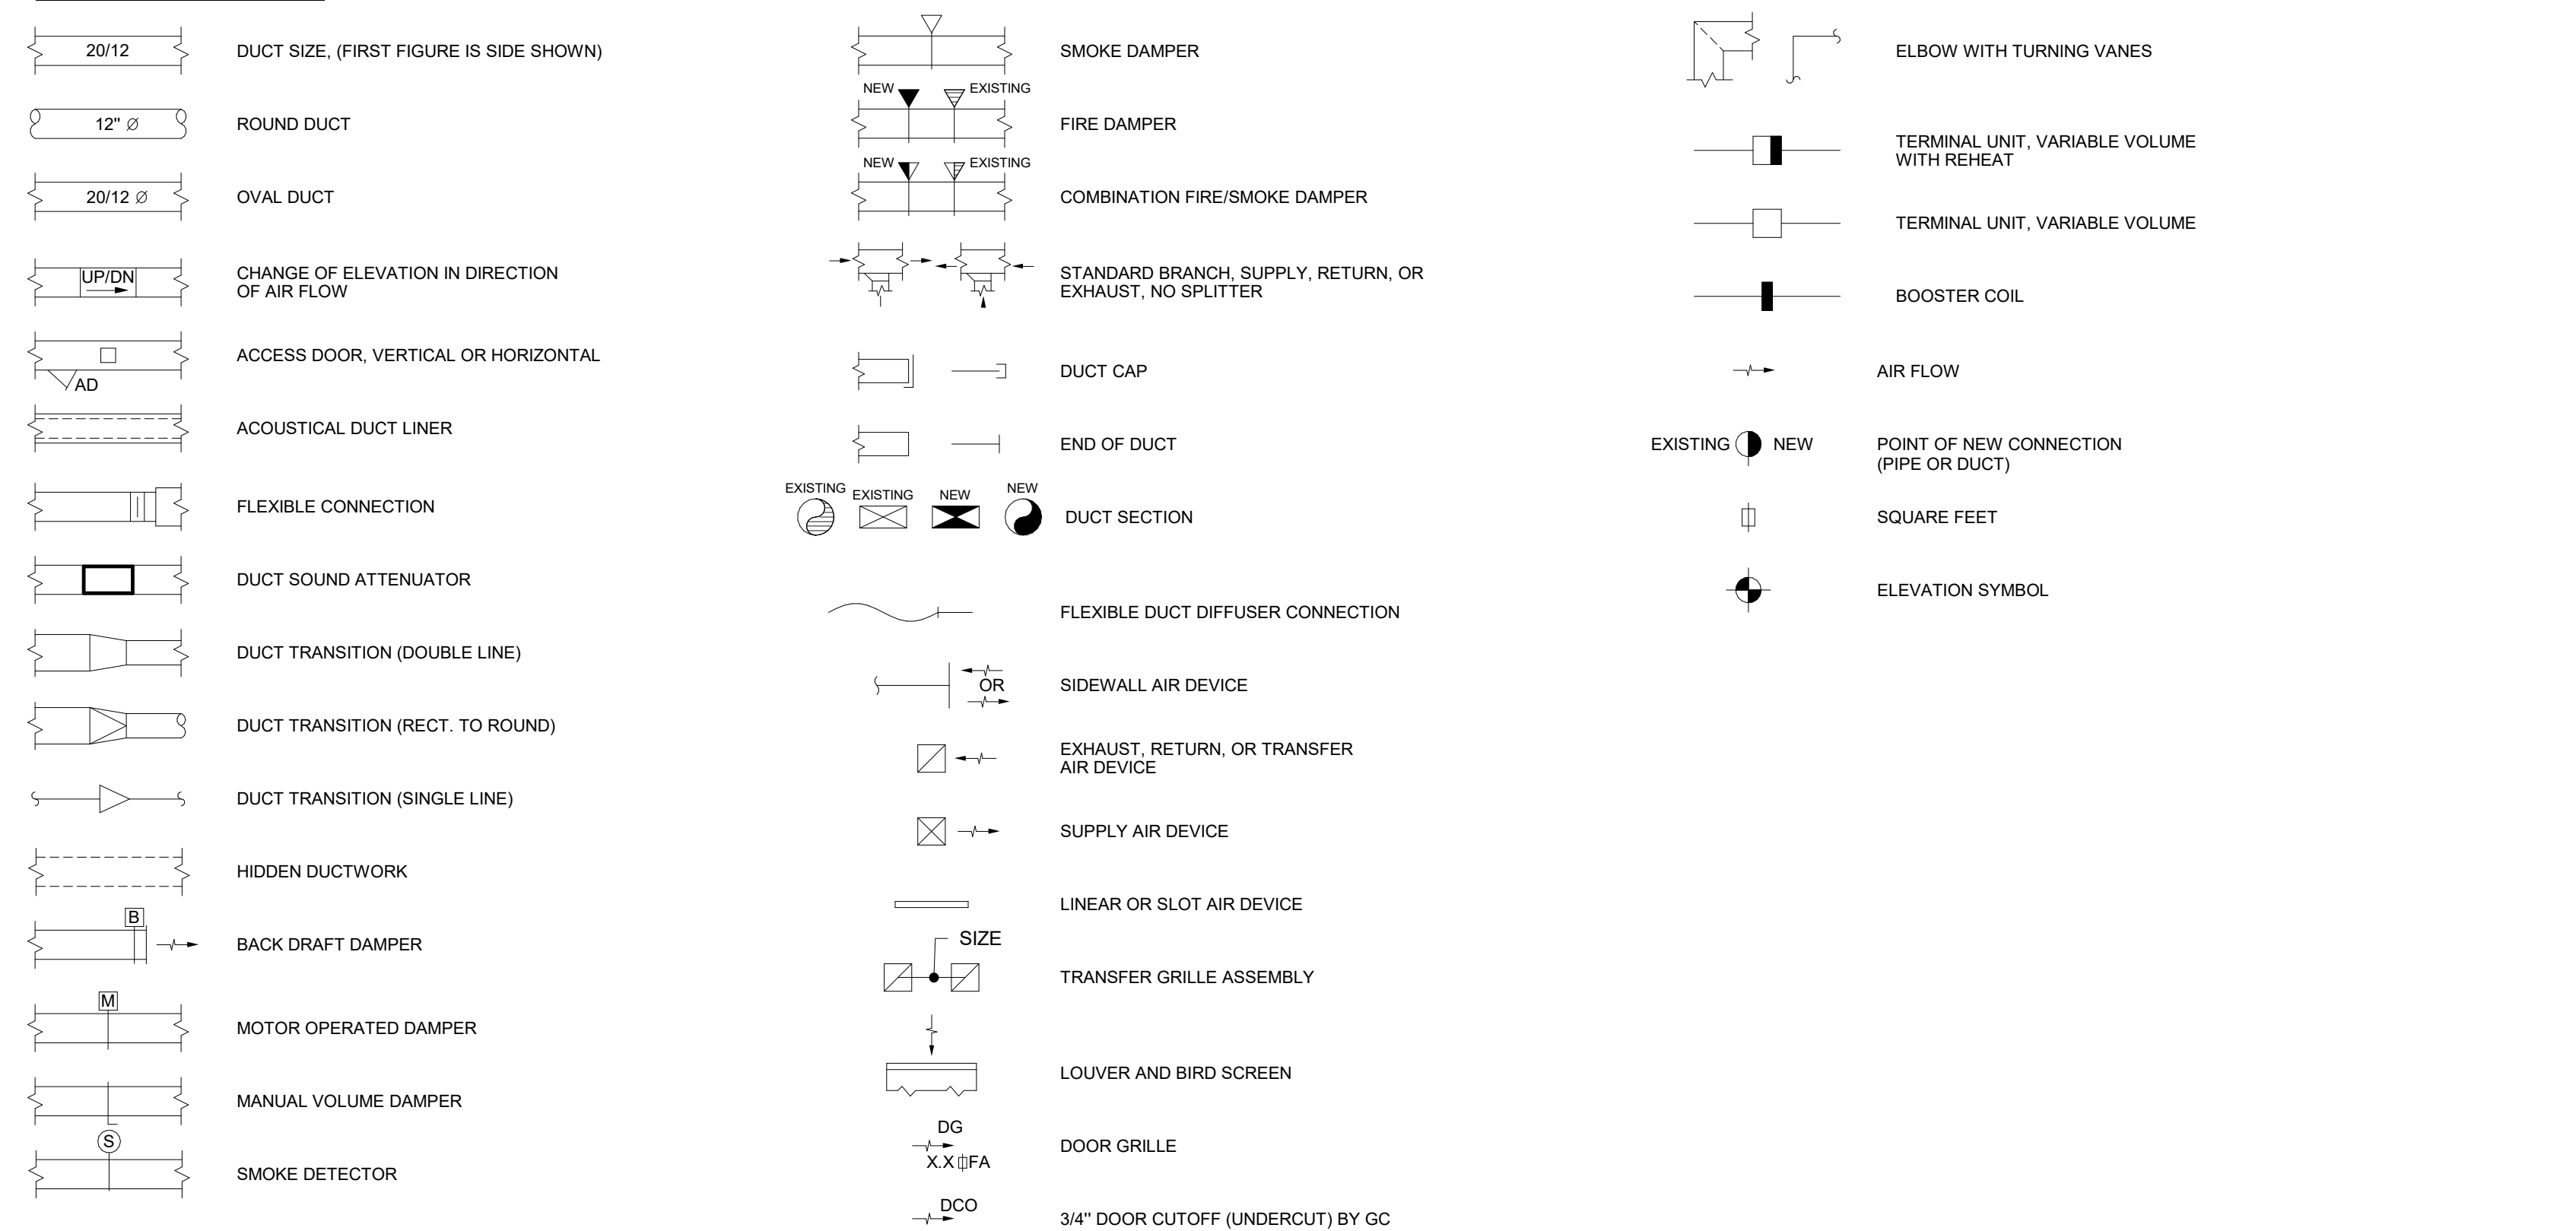 20/12
DUCT SIZE, (FIRST FIGURE IS SIDE SHOWN)
12" Ø
ROUND DUCT
20/12 Ø
OVAL DUCT
UP/DN
CHANGE OF ELEVATION IN DIRECTION
OF AIR FLOW
ACCESS DOOR, VERTICAL OR HORIZONTAL
AD
ACOUSTICAL DUCT LINER
FLEXIBLE CONNECTION
DUCT SOUND ATTENUATOR
DUCT TRANSITION (DOUBLE LINE)
DUCT TRANSITION (RECT. TO ROUND)
DUCT TRANSITION (SINGLE LINE)
HIDDEN DUCTWORK
B
BACK DRAFT DAMPER
M
MOTOR OPERATED DAMPER
MANUAL VOLUME DAMPER
S
SMOKE DETECTOR
SMOKE DAMPER
NEW EXISTING
FIRE DAMPER
NEW EXISTING
COMBINATION FIRE/SMOKE DAMPER
STANDARD BRANCH, SUPPLY, RETURN, OR
EXHAUST, NO SPLITTER
DUCT CAP
END OF DUCT
EXISTING EXISTING NEW NEW
DUCT SECTION
FLEXIBLE DUCT DIFFUSER CONNECTION
OR
SIDEWALL AIR DEVICE
EXHAUST, RETURN, OR TRANSFER
AIR DEVICE
SUPPLY AIR DEVICE
LINEAR OR SLOT AIR DEVICE
SIZE
TRANSFER GRILLE ASSEMBLY
LOUVER AND BIRD SCREEN
DG
DOOR GRILLE
X.X FA
DCO
3/4" DOOR CUTOFF (UNDERCUT) BY GC
ELBOW WITH TURNING VANES
TERMINAL UNIT, VARIABLE VOLUME
WITH REHEAT
TERMINAL UNIT, VARIABLE VOLUME
BOOSTER COIL
AIR FLOW
EXISTING NEW
POINT OF NEW CONNECTION
(PIPE OR DUCT)
SQUARE FEET
ELEVATION SYMBOL